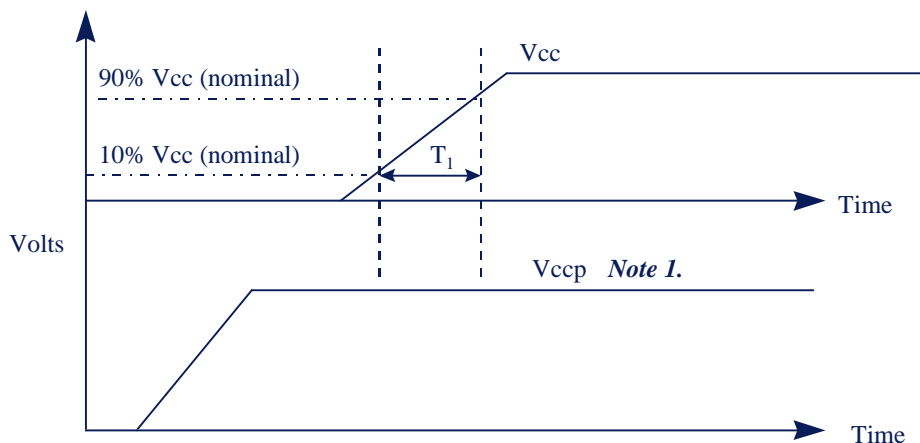 Vcc
90% Vcc (nominal)
10% Vcc (nominal)
T1
Time
Volts
Vccp Note 1.
Time